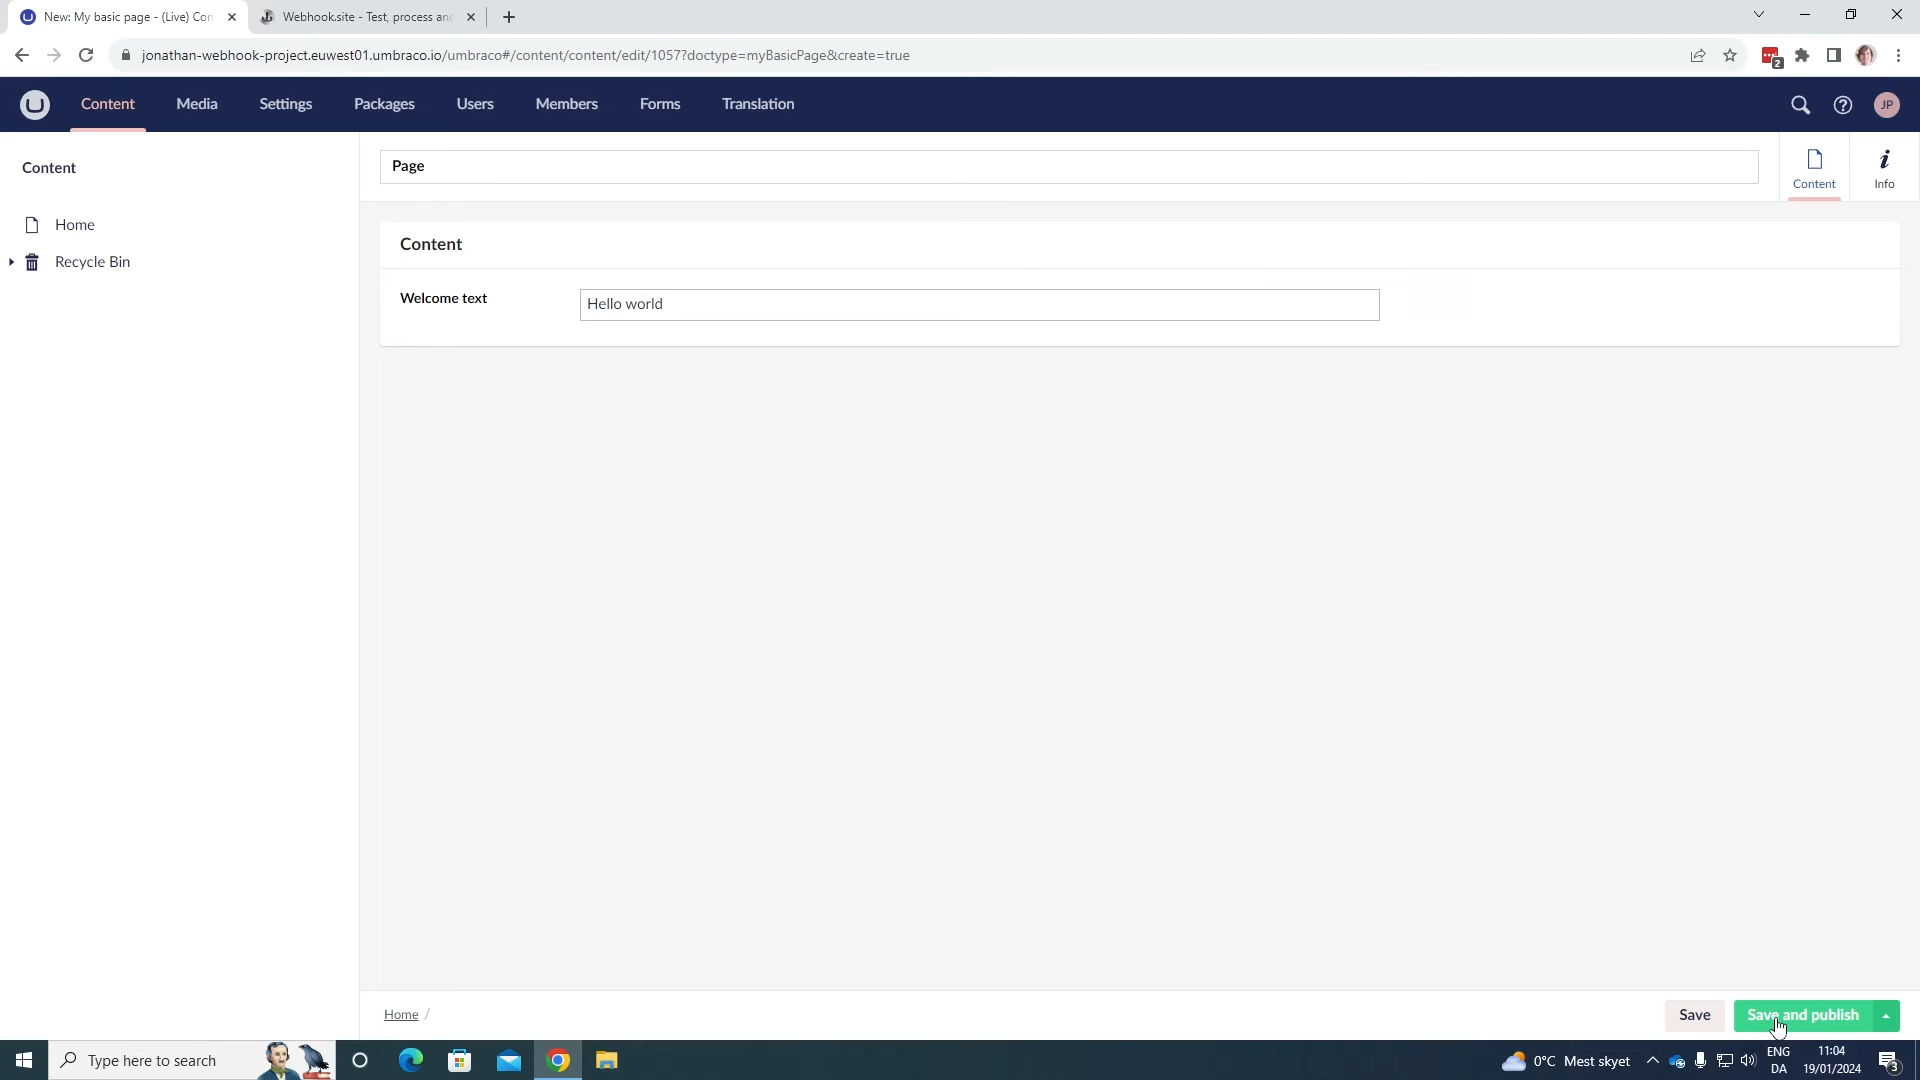 New: My basic page - (Live) Con
Webhook.site - Test, process and
jonathan-webhook-project.euwest01.umbraco.io/umbraco#/content/content/edit/1057?doctype=myBasicPage&create=true
2
Content
Media
Settings
Packages
Users
Members
Forms
Translation
JP
Content
Home
Recycle Bin
Page
Content
Info
Content
Welcome text
Hello world
Home /
Save
Save and publish
Type here to search
0°C Mest skyet
ENG
DA
11:04
19/01/2024
3